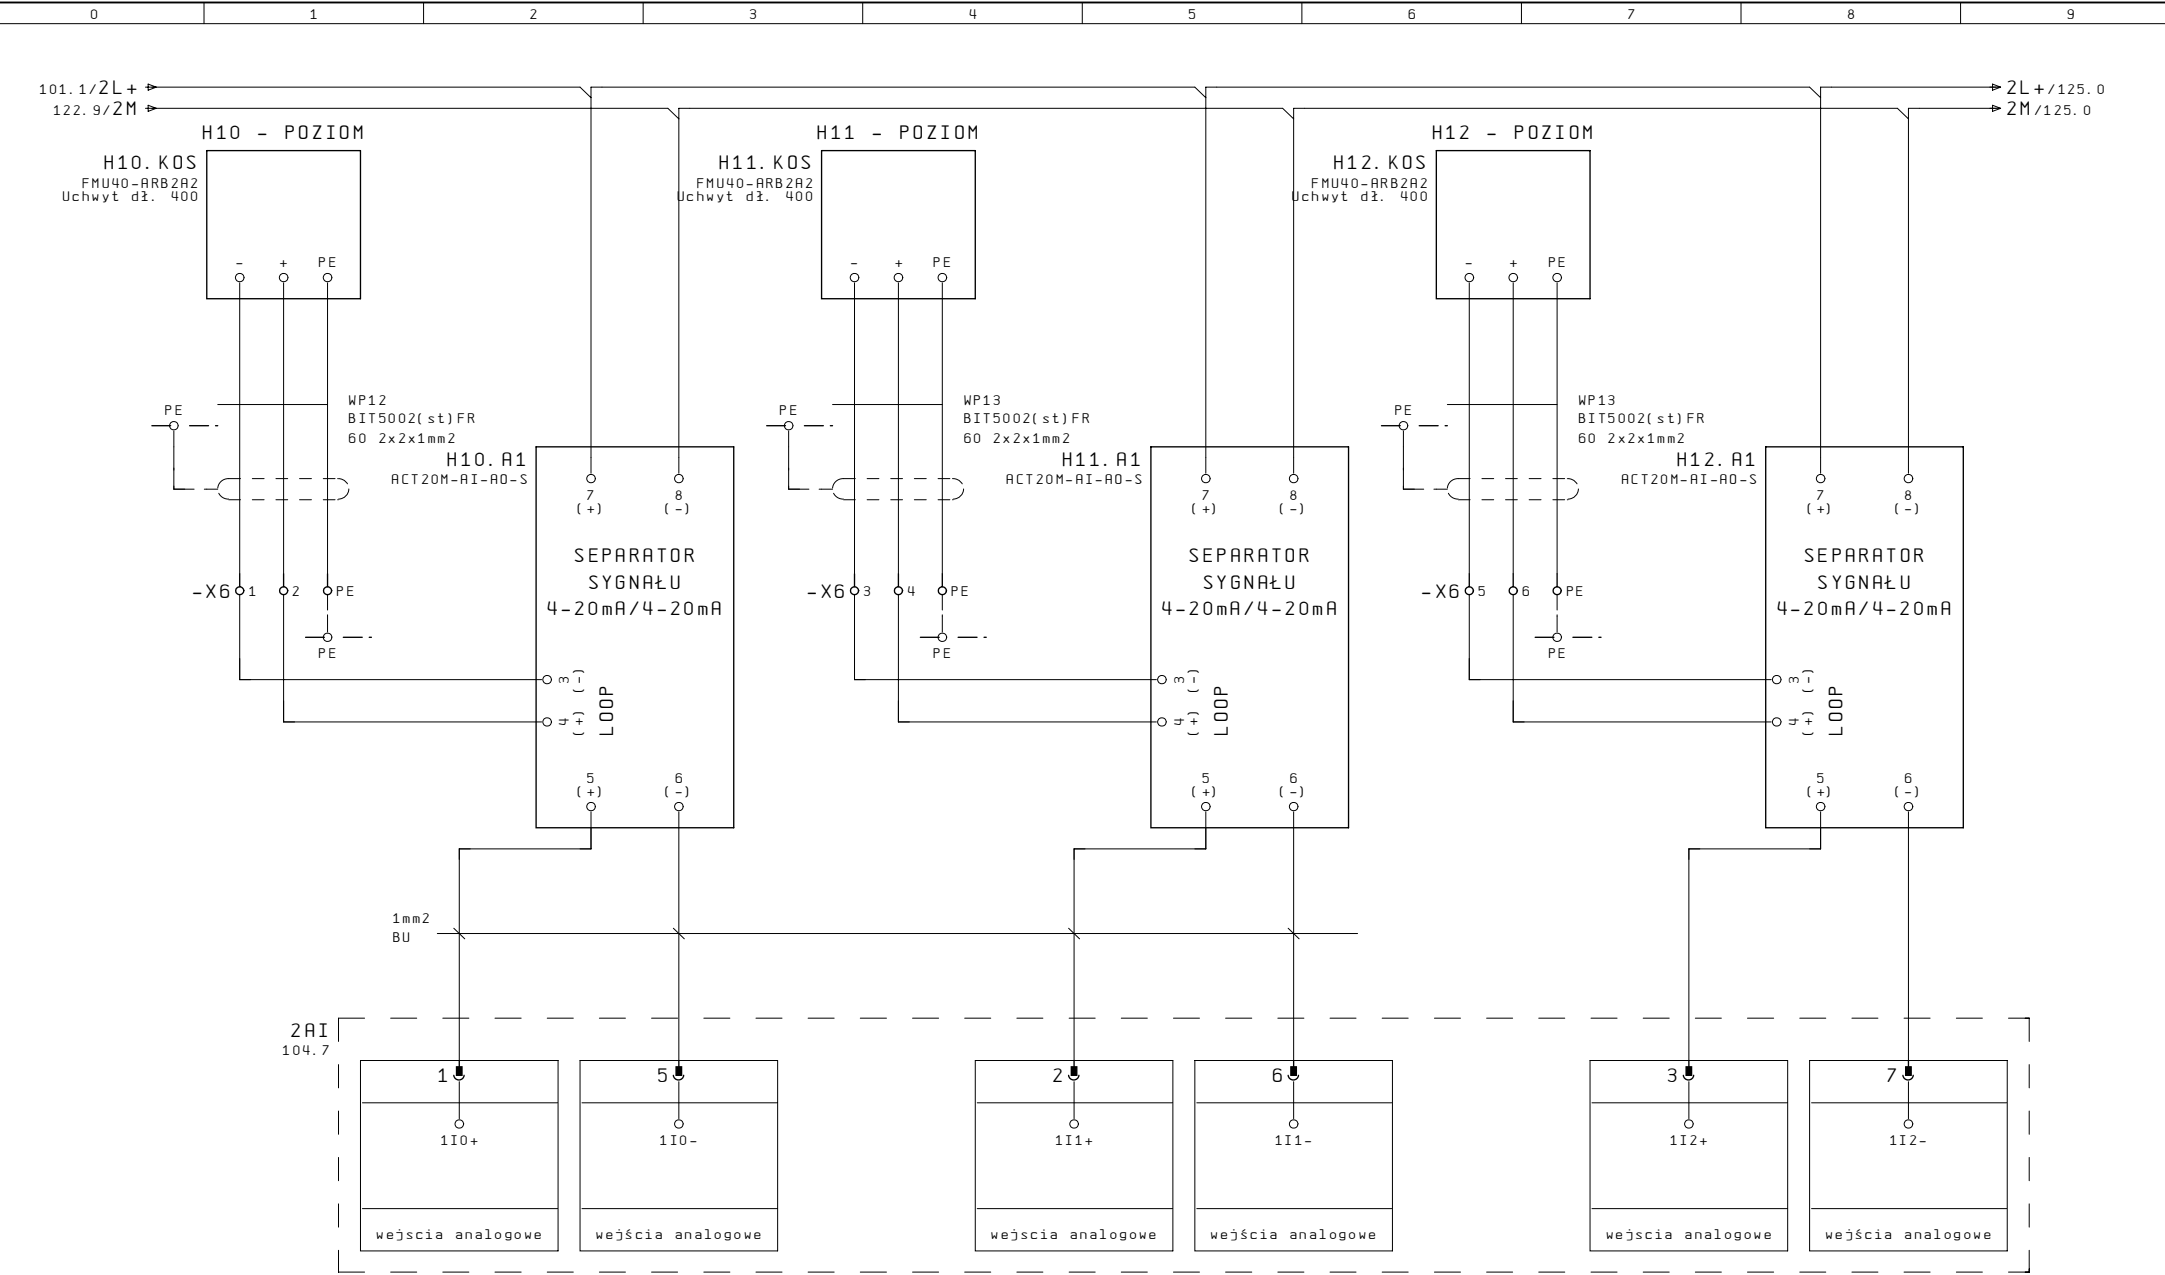 0 1 2 3 4 5 6 7 8 9
101.1/2L+ 2L+/125.0
122.9/2M 2M/125.0
H10 - POZIOM H11 - POZIOM H12 - POZIOM
H10.KOS H11.KOS H12.KOS
FMU40-ARB2A2 FMU40-ARB2A2 FMU40-ARB2A2
Uchwyt dł. 400 Uchwyt dł. 400 Uchwyt dł. 400
- + PE - + PE - + PE
WP12 WP13 WP13
PE BIT5002(st)FR PE BIT5002(st)FR PE BIT5002(st)FR
60 2x2x1mm2 60 2x2x1mm2 60 2x2x1mm2
H10.A1 H11.A1 H12.A1
ACT20M-AI-AO-S ACT20M-AI-AO-S ACT20M-AI-AO-S
7 8 7 8 7 8
(+) (-) (+) (-) (+) (-)
SEPARATOR SEPARATOR SEPARATOR
SYGNAŁU SYGNAŁU SYGNAŁU
-X6 1 2 PE -X6 3 4 PE -X6 5 6 PE
4-20mA/4-20mA 4-20mA/4-20mA 4-20mA/4-20mA
PE PE PE
3 (-) 3 (-) 3 (-)
LOOP LOOP LOOP
4 (+) 4 (+) 4 (+)
5 6 5 6 5 6
(+) (-) (+) (-) (+) (-)
1mm2
BU
2AI
104.7
1 5 2 6 3 7
1I0+ 1I0- 1I1+ 1I1- 1I2+ 1I2-
wejscia analogowe wejścia analogowe wejscia analogowe wejścia analogowe wejscia analogowe wejścia analogowe